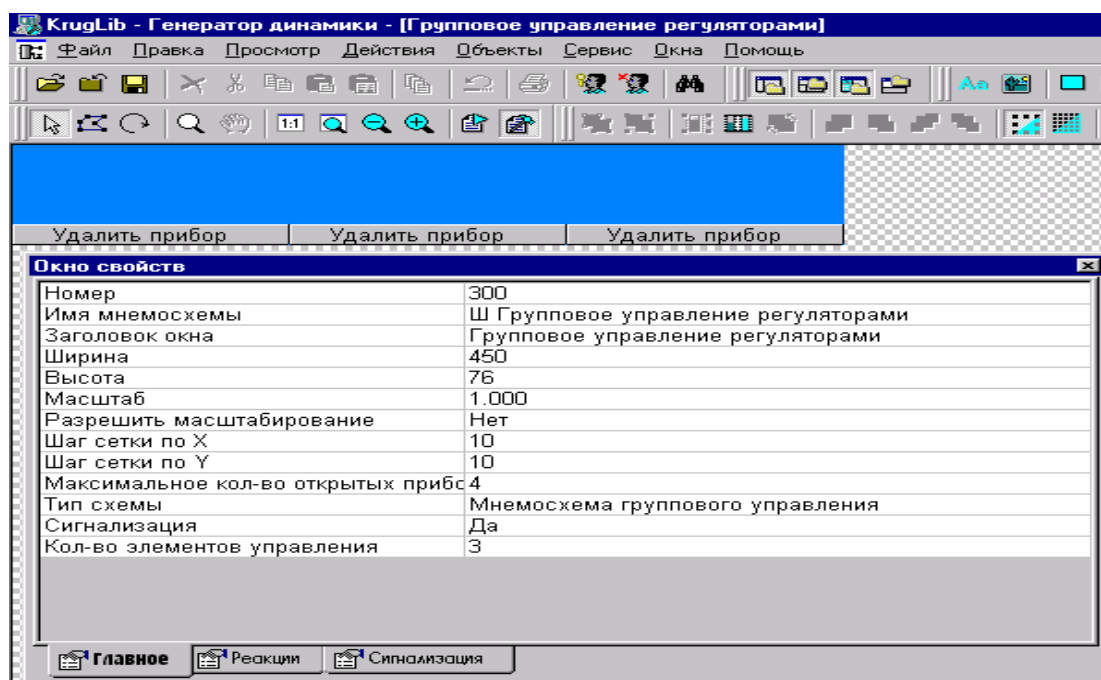 KrugLib - Генератор динамики - [Групповое управление регуляторами]
Файл Правка Просмотр Действия Объекты Сервис Окна Помощь
Aa
1:1
Удалить прибор Удалить прибор Удалить прибор
Окно свойств
Номер 300
Имя мнемосхемы Ш Групповое управление регуляторами
Заголовок окна Групповое управление регуляторами
Ширина 450
Высота 76
Масштаб 1.000
Разрешить масштабирование Нет
Шаг сетки по X 10
Шаг сетки по Y 10
Максимальное кол-во открытых прибо 4
Тип схемы Мнемосхема группового управления
Сигнализация Да
Кол-во элементов управления 3
Главное Реакции Сигнализация